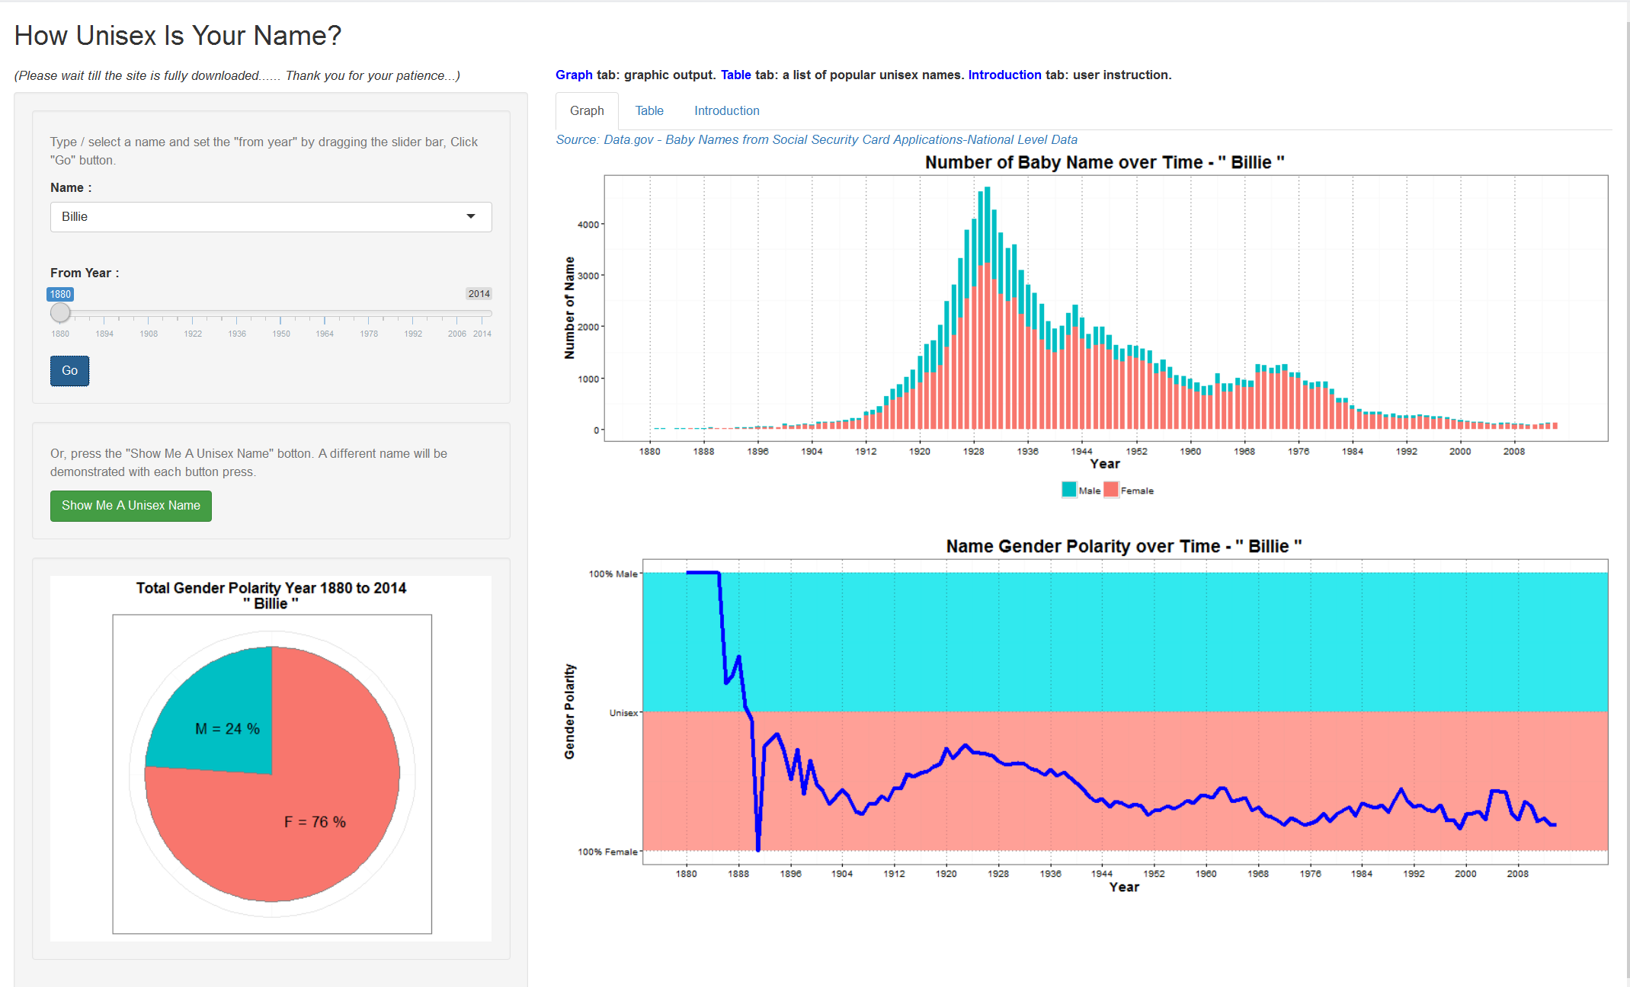 How Unisex Is Your Name?
(Please wait till the site is fully downloaded...... Thank you for your patience...)
Type / select a name and set the "from year" by dragging the slider bar, Click
"Go" button.
Name :
Billie
From Year :
1880 2014
1880 1894 1908 1922 1936 1950 1964 1978 1992 2006 2014
Go
Or, press the "Show Me A Unisex Name" botton. A different name will be
demonstrated with each button press.
Show Me A Unisex Name
Total Gender Polarity Year 1880 to 2014
" Billie "
M = 24 %
F = 76 %
Graph tab: graphic output. Table tab: a list of popular unisex names. Introduction tab: user instruction.
Graph Table Introduction
Source: Data.gov - Baby Names from Social Security Card Applications-National Level Data
Number of Baby Name over Time - " Billie "
Number of Name
4000
3000
2000
1000
0
1880 1888 1896 1904 1912 1920 1928 1936 1944 1952 1960 1968 1976 1984 1992 2000 2008
Year
Male Female
Name Gender Polarity over Time - " Billie "
Gender Polarity
100% Male
Unisex
100% Female
1880 1888 1896 1904 1912 1920 1928 1936 1944 1952 1960 1968 1976 1984 1992 2000 2008
Year